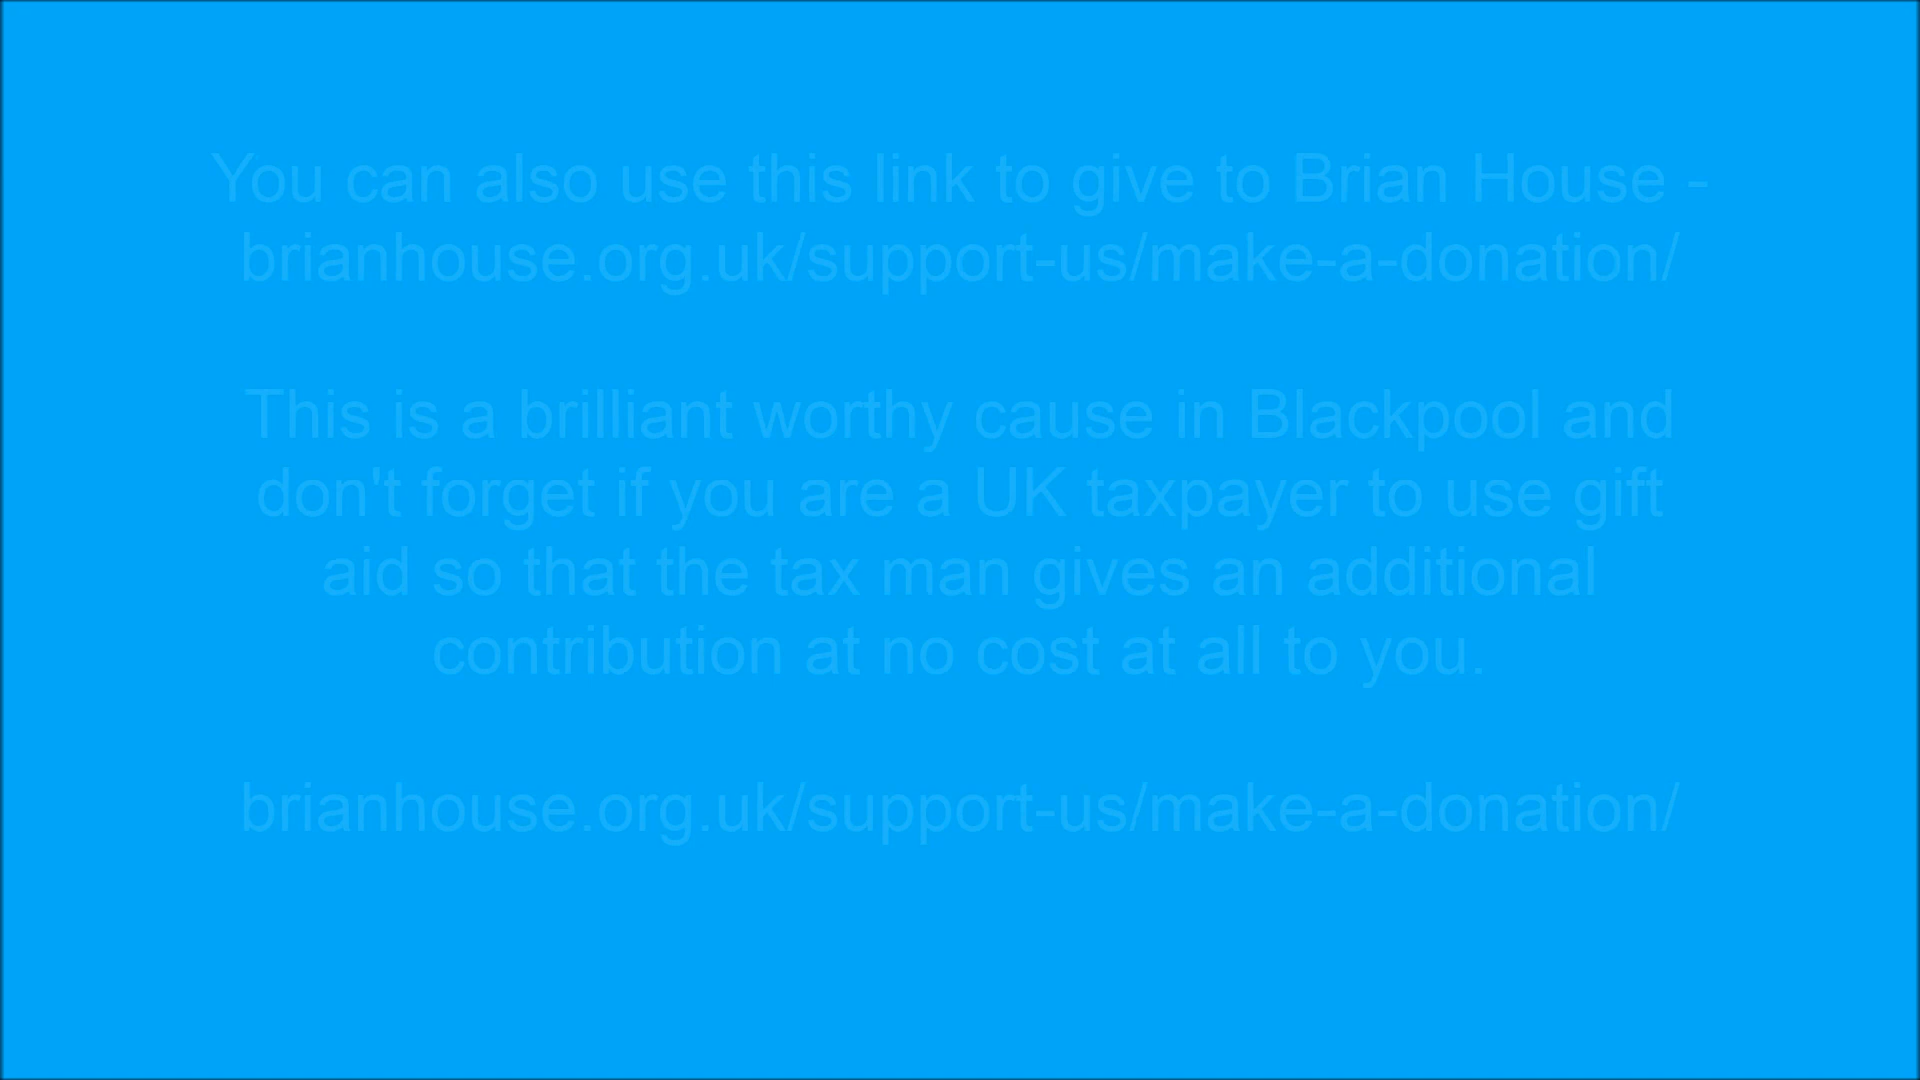 You can also use this link to give to Brian House -
brianhouse.org.uk/support-us/make-a-donation/
This is a brilliant worthy cause in Blackpool and
don't forget if you are a UK taxpayer to use gift
aid so that the tax man gives an additional
contribution at no cost at all to you.
brianhouse.org.uk/support-us/make-a-donation/